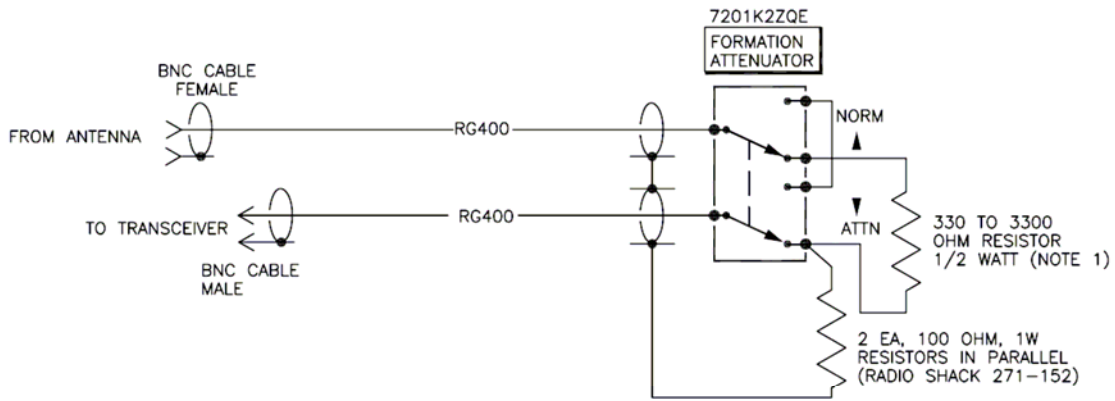 7201K2ZQE
FORMATION
ATTENUATOR
BNC CABLE
FEMALE
FROM ANTENNA
RG400
NORM
TO TRANSCEIVER
RG400
ATTN
BNC CABLE
MALE
330 TO 3300
OHM RESISTOR
1/2 WATT (NOTE 1)
2 EA, 100 OHM, 1W
RESISTORS IN PARALLEL
(RADIO SHACK 271-152)